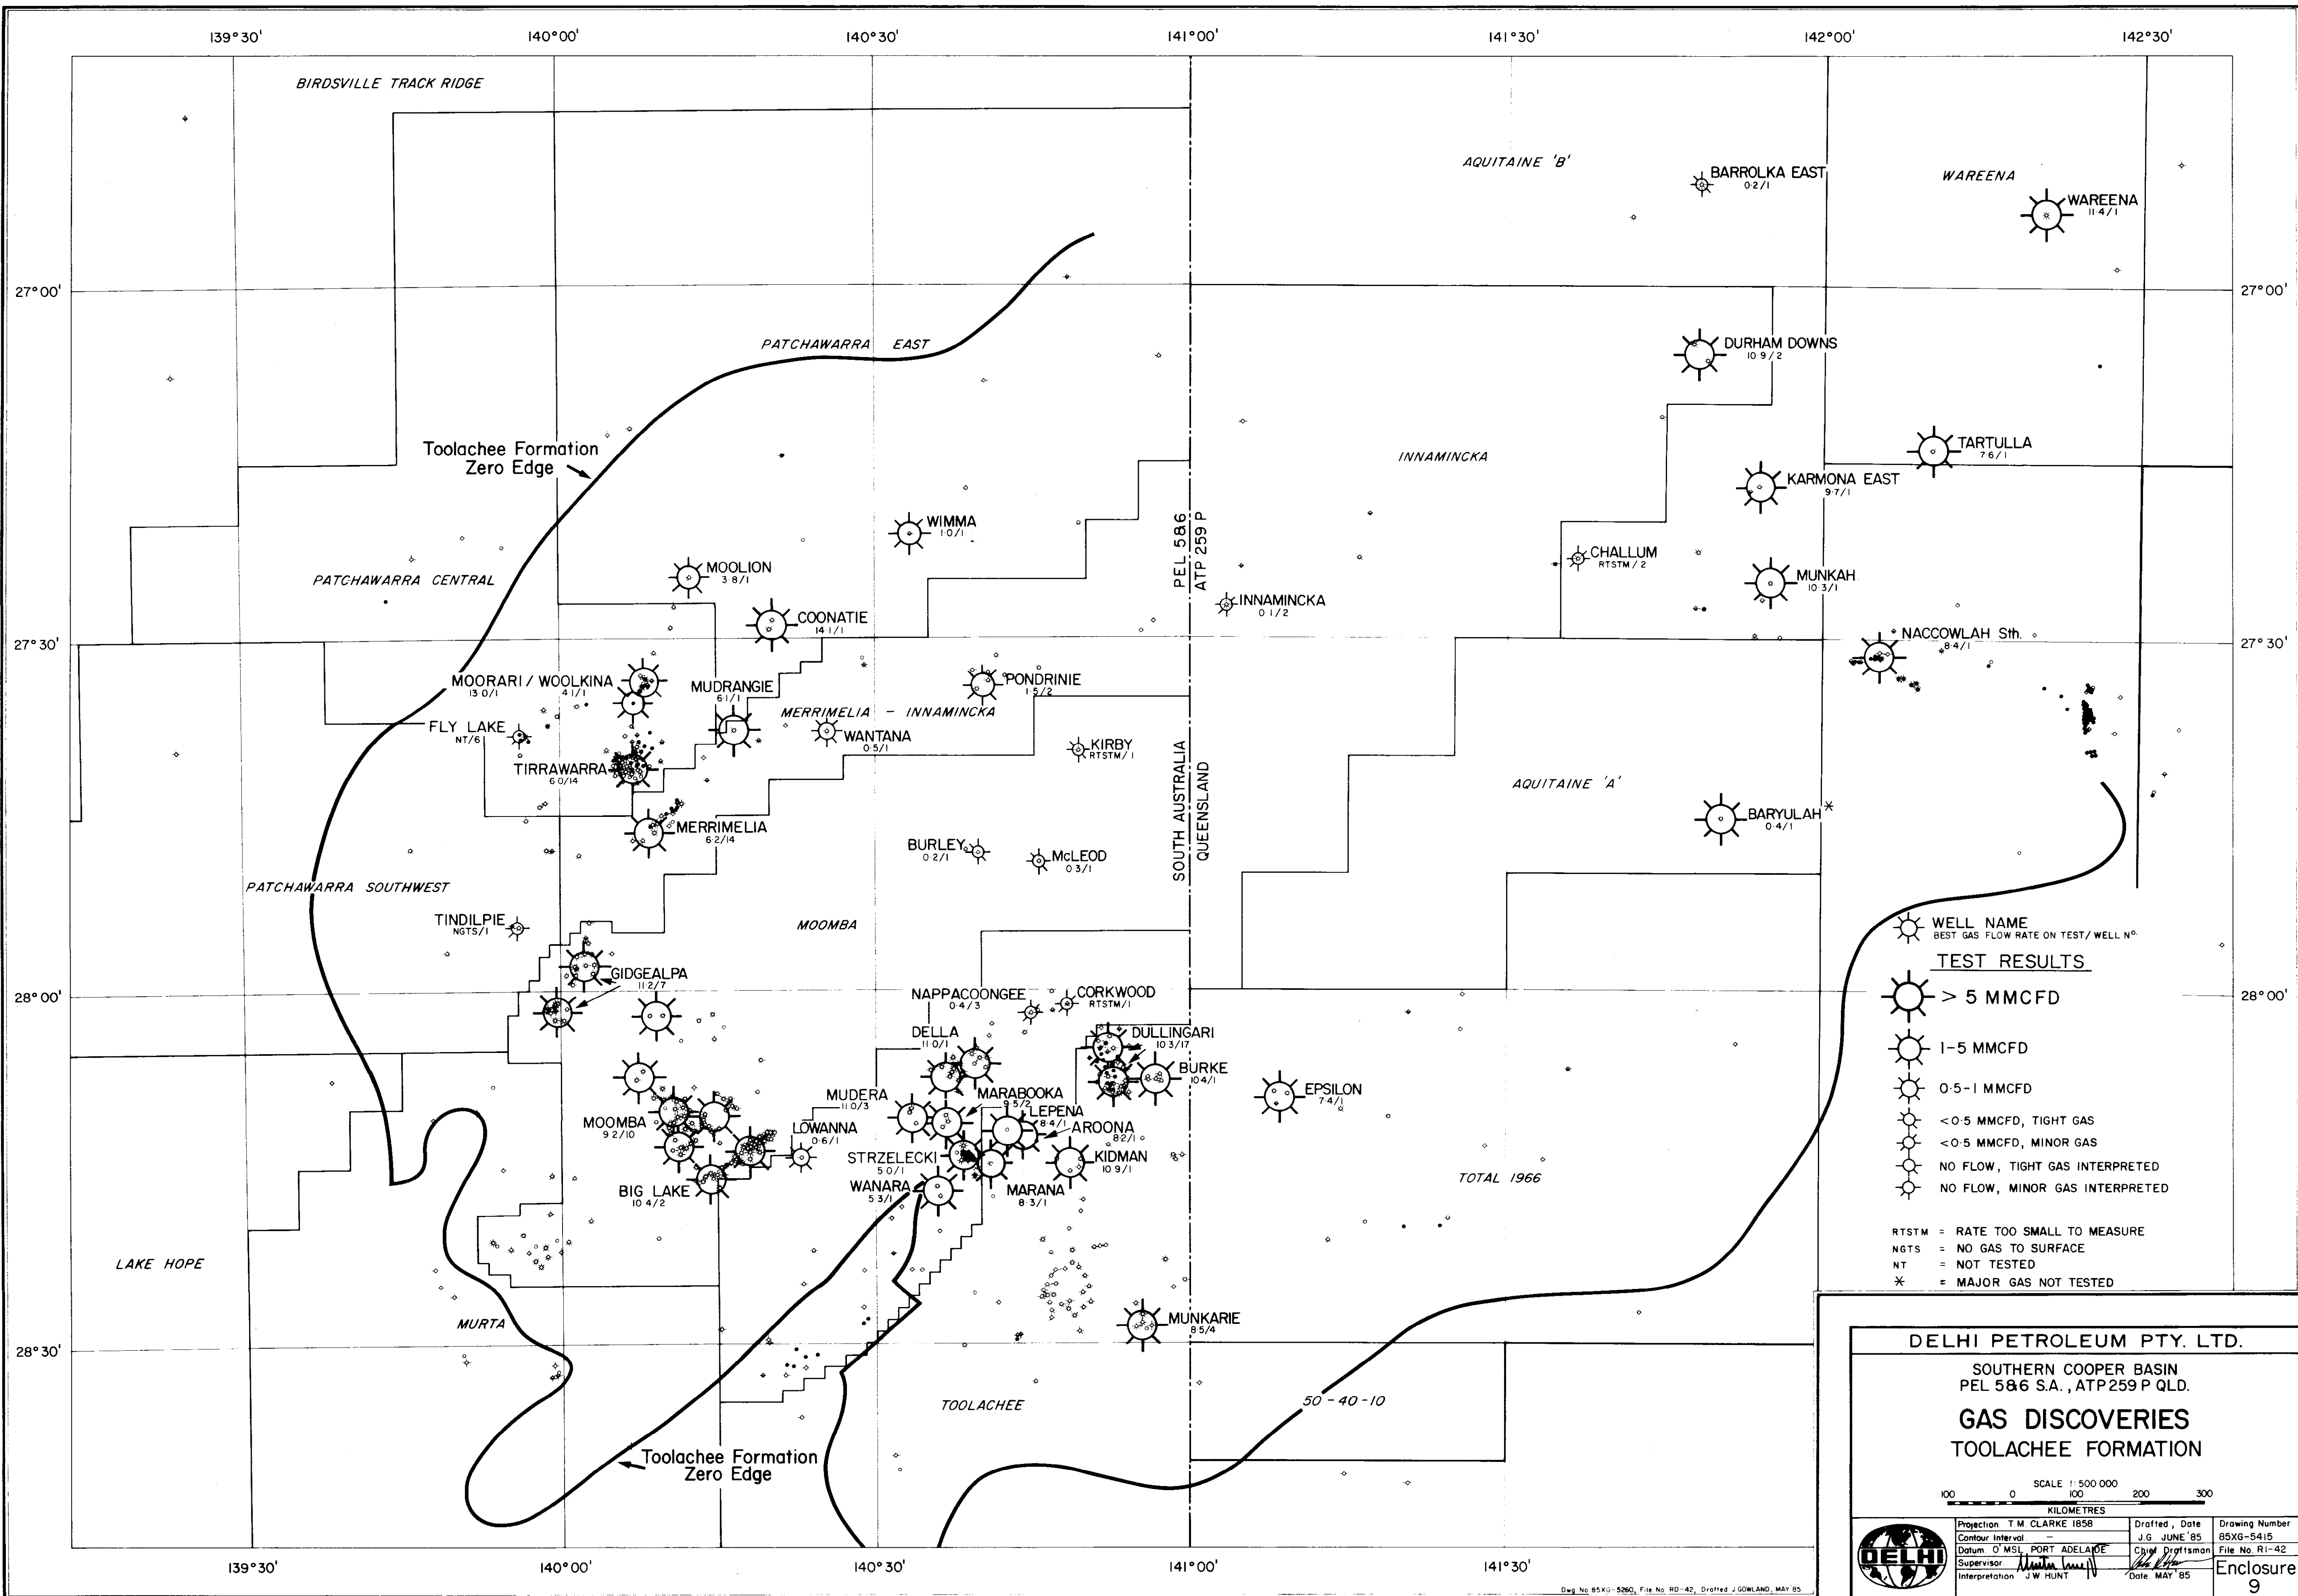 139°30'
140°00'
140°30'
141°00'
141°30'
142°00'
142°30'
BIRDSVILLE TRACK RIDGE
AQUITAINE 'B'
BARROLKA EAST
0·2/1
WAREENA
WAREENA
11·4/1
27°00'
27°00'
PATCHAWARRA EAST
DURHAM DOWNS
10·9/2
Toolachee Formation
Zero Edge
INNAMINCKA
TARTULLA
7·6/1
KARMONA EAST
9·7/1
WIMMA
1·0/1
PEL 5&6
ATP 259 P
CHALLUM
RTSTM / 2
MOOLION
3·8/1
PATCHAWARRA CENTRAL
MUNKAH
10·3/1
INNAMINCKA
0·1/2
COONATIE
14·1/1
27°30'
27°30'
NACCOWLAH Sth.
8·4/1
MOORARI / WOOLKINA
13·0/1
4·1/1
MUDRANGIE
6·1/1
PONDRINIE
1·5/2
MERRIMELIA - INNAMINCKA
FLY LAKE
NT/6
WANTANA
0·5/1
KIRBY
RTSTM/1
TIRRAWARRA
6·0/14
SOUTH AUSTRALIA
QUEENSLAND
AQUITAINE 'A'
MERRIMELIA
6·2/14
BARYULAH*
0·4/1
BURLEY
0·2/1
McLEOD
0·3/1
PATCHAWARRA SOUTHWEST
TINDILPIE
NGTS/1
MOOMBA
WELL NAME
BEST GAS FLOW RATE ON TEST/ WELL No.
TEST RESULTS
> 5 MMCFD
1-5 MMCFD
0·5-1 MMCFD
<0·5 MMCFD, TIGHT GAS
<0·5 MMCFD, MINOR GAS
NO FLOW, TIGHT GAS INTERPRETED
NO FLOW, MINOR GAS INTERPRETED
RTSTM = RATE TOO SMALL TO MEASURE
NGTS = NO GAS TO SURFACE
NT = NOT TESTED
* = MAJOR GAS NOT TESTED
GIDGEALPA
11·2/7
28°00'
28°00'
NAPPACOONGEE
0·4/3
CORKWOOD
RTSTM/1
DELLA
11·0/1
DULLINGARI
10·3/17
BURKE
10·4/1
EPSILON
7·4/1
MUDERA
11·0/3
MARABOOKA
9·5/2
LEPENA
8·4/1
MOOMBA
9·2/10
LOWANNA
0·6/1
AROONA
8·2/1
STRZELECKI
5·0/1
KIDMAN
10·9/1
WANARA
5·3/1
MARANA
8·3/1
BIG LAKE
10·4/2
TOTAL 1966
LAKE HOPE
MURTA
MUNKARIE
8·5/4
28°30'
TOOLACHEE
50-40-10
Toolachee Formation
Zero Edge
139°30'
140°00'
140°30'
141°00'
141°30'
Dwg No 85XG-5260, File No RD-42, Drafted J GOWLAND, MAY 85
DELHI PETROLEUM PTY. LTD.
SOUTHERN COOPER BASIN
PEL 5&6 S.A., ATP 259 P QLD.
GAS DISCOVERIES
TOOLACHEE FORMATION
SCALE 1:500 000
100 0 100 200 300
KILOMETRES
DELHI
Projection T.M. CLARKE 1858
Drafted, Date
Drawing Number
Contour Interval -
J.G. JUNE '85
85XG-5415
Datum O' MSL PORT ADELAIDE
Chief Draftsman
File No. RI-42
Supervisor
Interpretation J W HUNT
Date. MAY '85
Enclosure
9